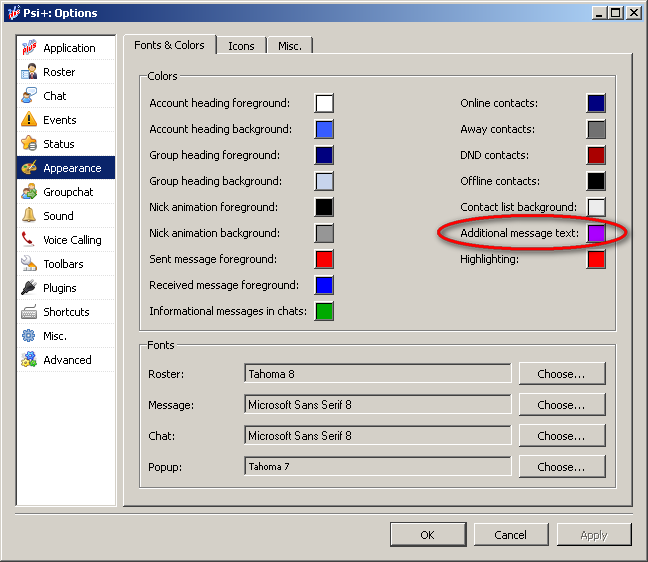 Psi+: Options
Application
Roster
Chat
Events
Status
Appearance
Groupchat
Sound
Voice Calling
Toolbars
Plugins
Shortcuts
Misc.
Advanced
Fonts & Colors
Icons
Misc.
Colors
Account heading foreground:
Account heading background:
Group heading foreground:
Group heading background:
Nick animation foreground:
Nick animation background:
Sent message foreground:
Received message foreground:
Informational messages in chats:
Online contacts:
Away contacts:
DND contacts:
Offline contacts:
Contact list background:
Additional message text:
Highlighting:
Fonts
Roster: Tahoma 8 Choose...
Message: Microsoft Sans Serif 8 Choose...
Chat: Microsoft Sans Serif 8 Choose...
Popup: Tahoma 7 Choose...
OK Cancel Apply